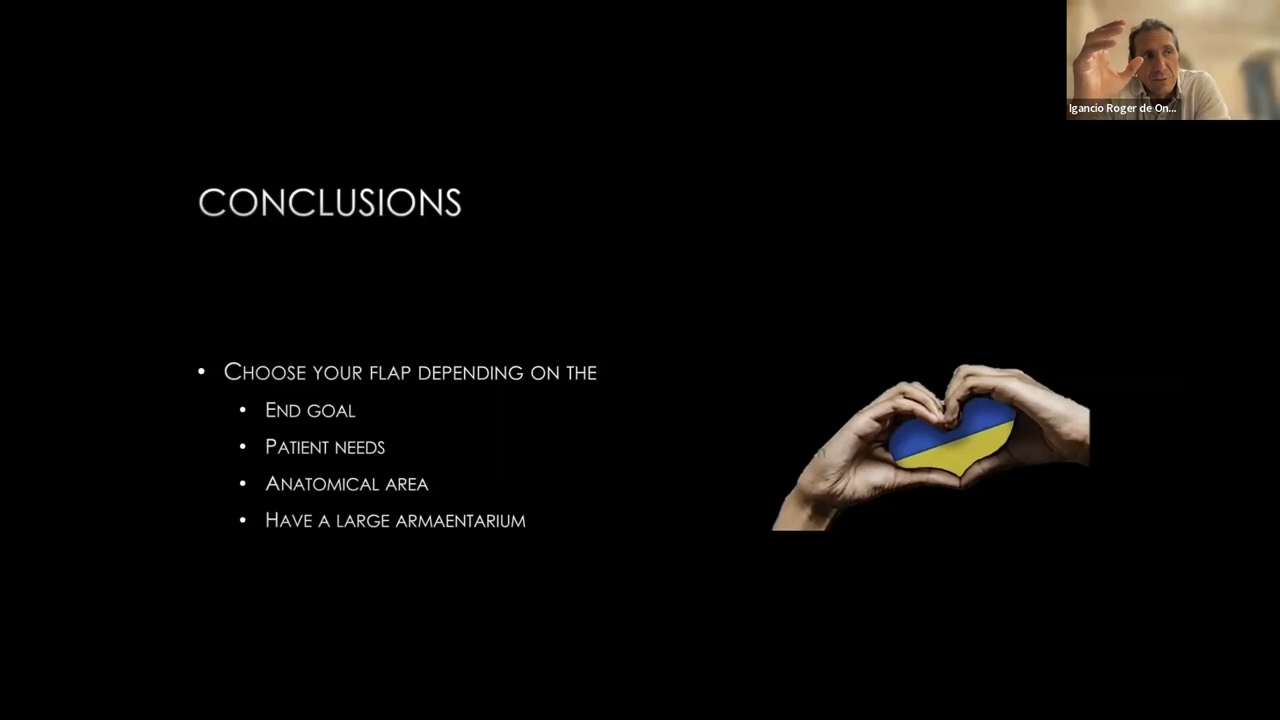 Igancio Roger de On...
CONCLUSIONS
• CHOOSE YOUR FLAP DEPENDING ON THE
• END GOAL
• PATIENT NEEDS
• ANATOMICAL AREA
• HAVE A LARGE ARMAENTARIUM